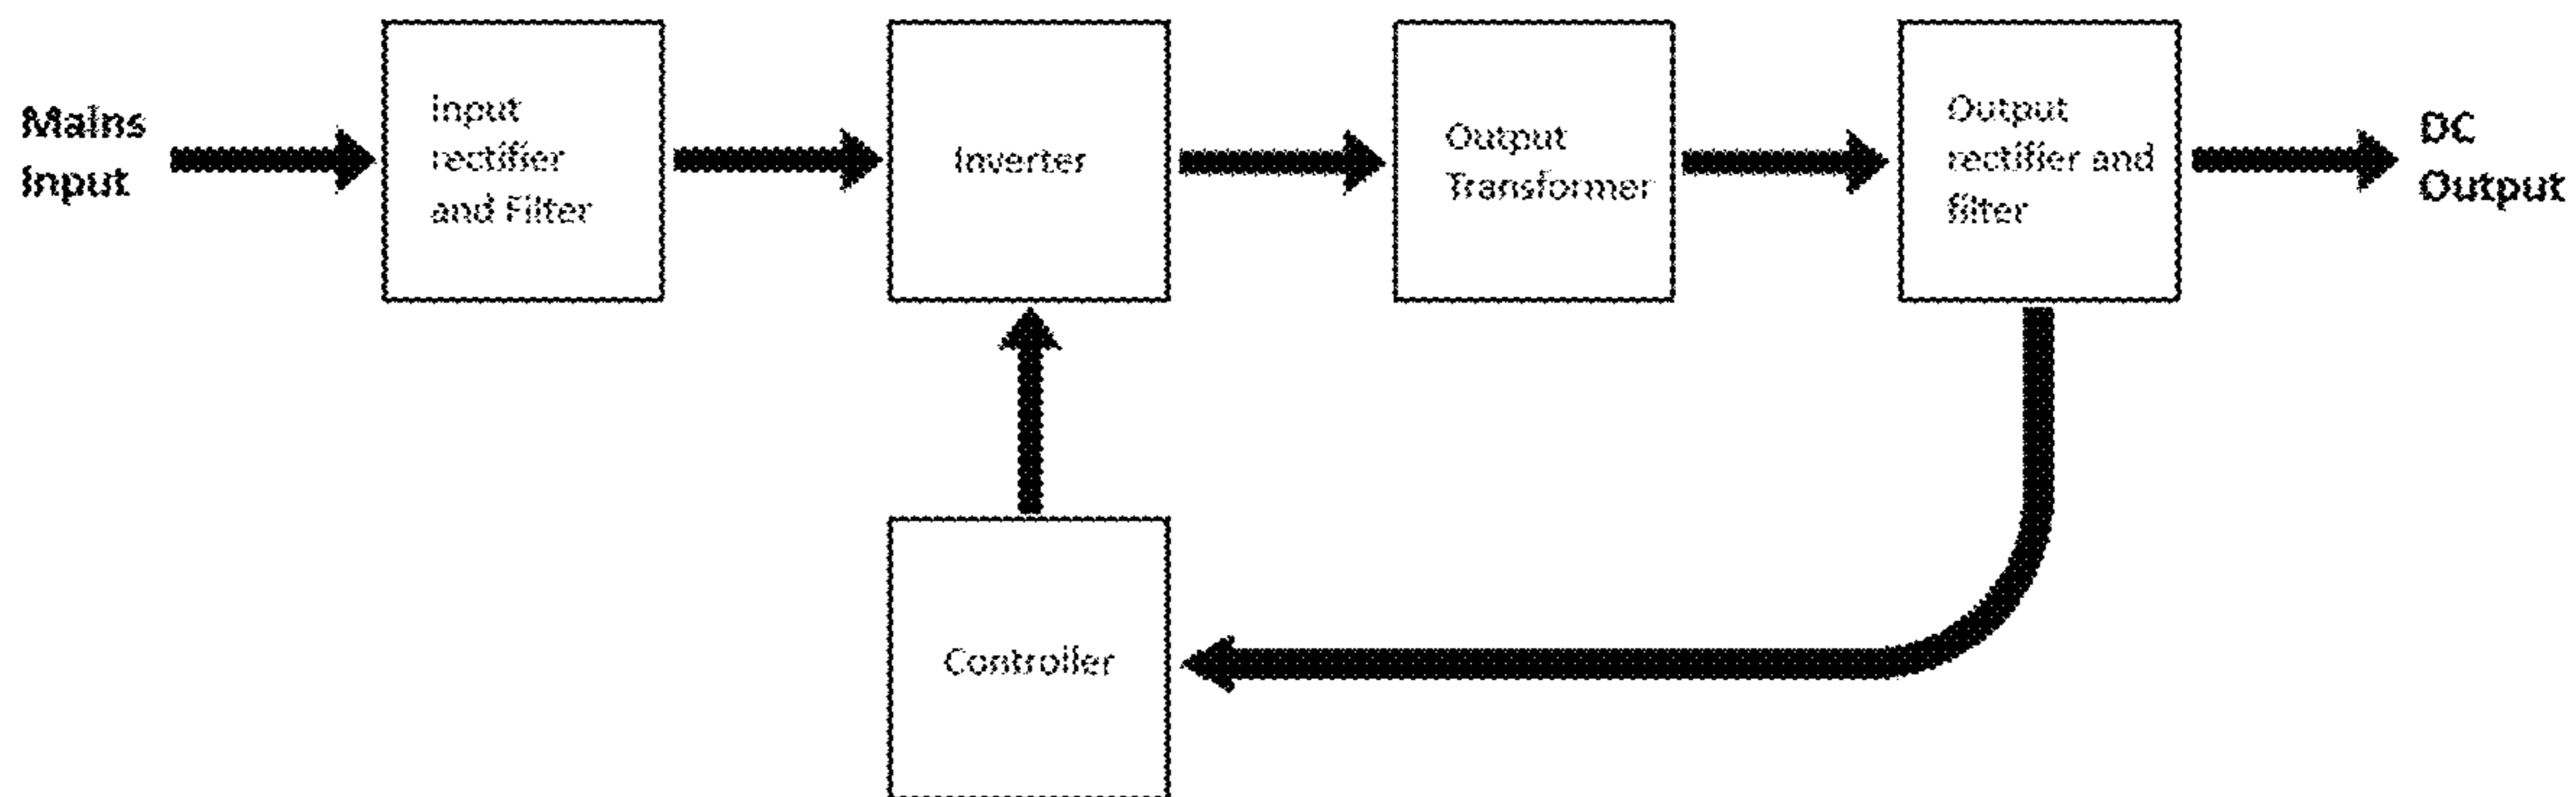 Mains
Input
Input
rectifier
and Filter
Inverter
Output
Transformer
Output
rectifier and
filter
DC
Output
Controller